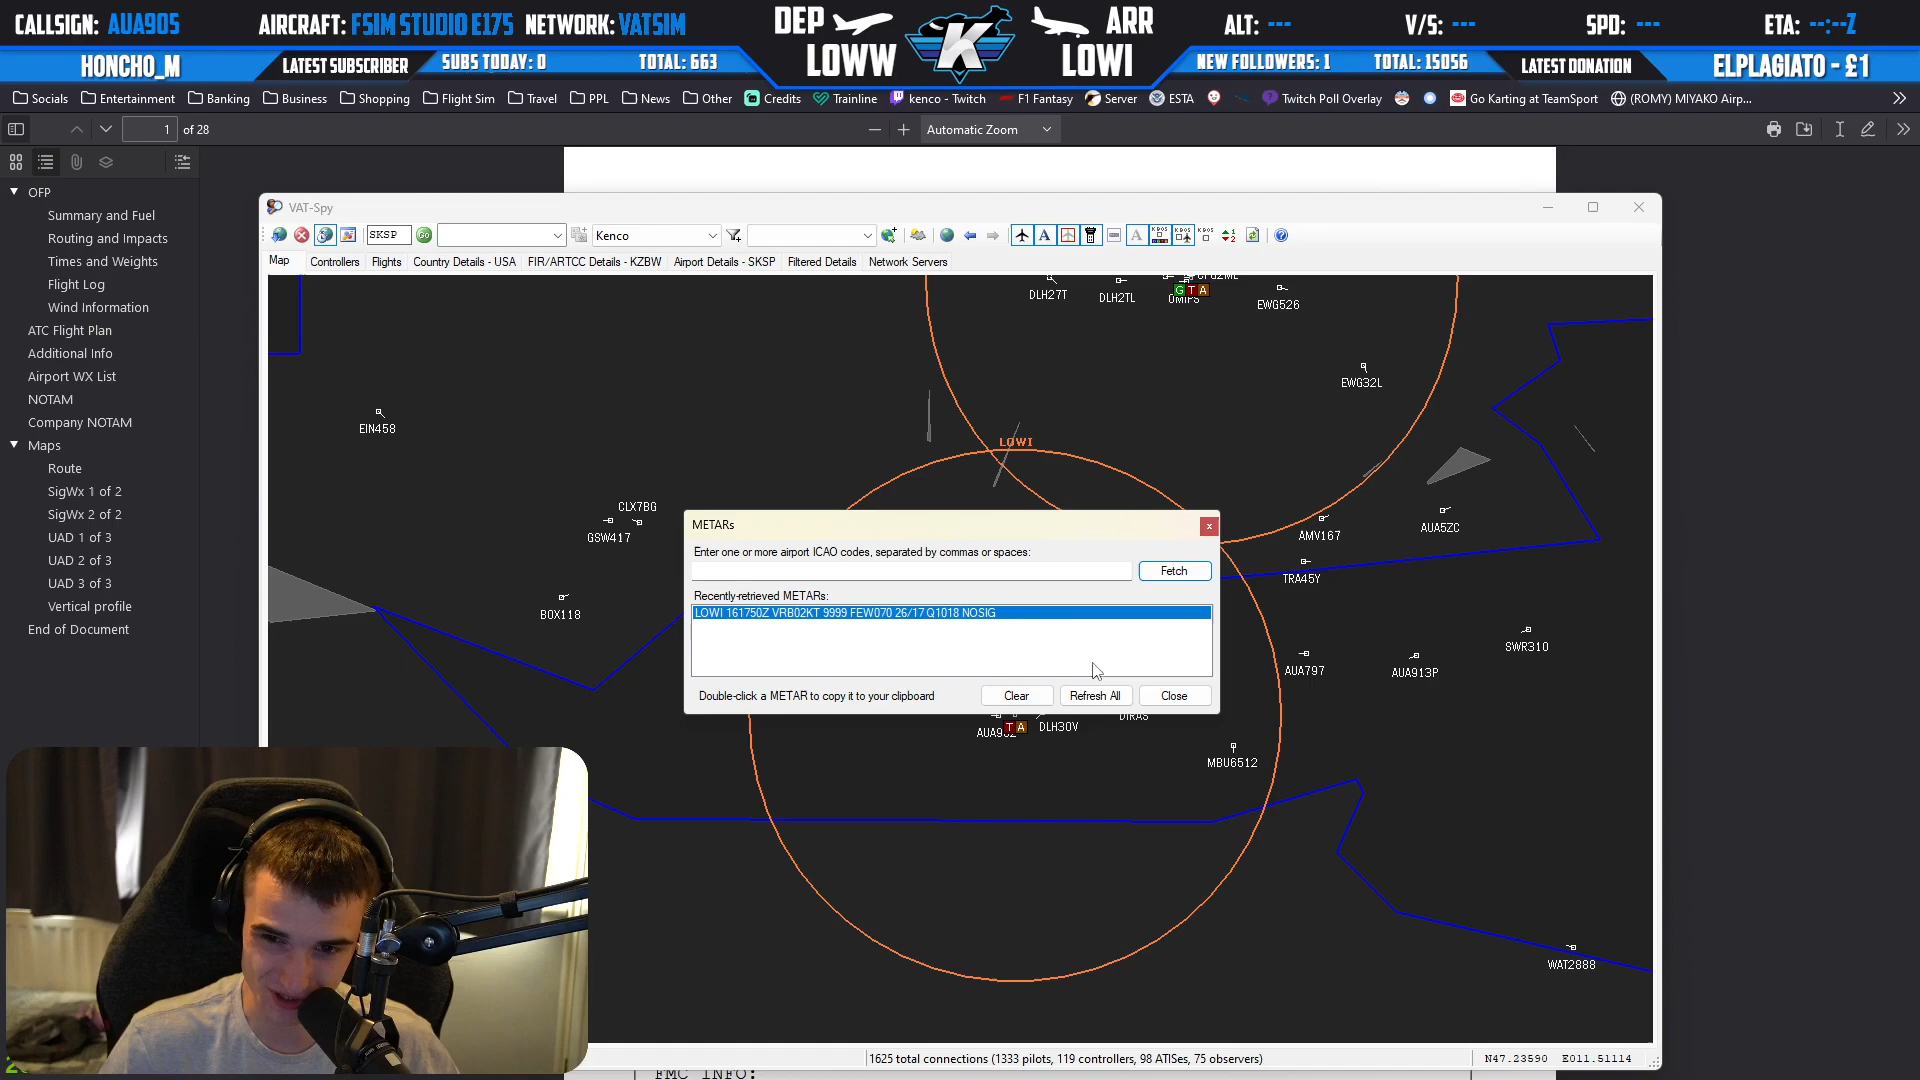 CALLSIGN: AUA905
AIRCRAFT: FSIM STUDIO E175 NETWORK: VATSIM
DEP
LOWW
K
ARR
LOWI
ALT: ---
V/S: ---
SPD: ---
ETA: --:--Z
HONCHO_M
LATEST SUBSCRIBER
SUBS TODAY: 0
TOTAL: 663
NEW FOLLOWERS: 1
TOTAL: 15056
LATEST DONATION
ELPLAGIATO - £1
Socials
Entertainment
Banking
Business
Shopping
Flight Sim
Travel
PPL
News
Other
Credits
Trainline
kenco - Twitch
F1 Fantasy
Server
ESTA
Twitch Poll Overlay
Go Karting at TeamSport
(ROMY) MIYAKO Airp...
1 of 28
Automatic Zoom
OFP
Summary and Fuel
Routing and Impacts
Times and Weights
Flight Log
Wind Information
ATC Flight Plan
Additional Info
Airport WX List
NOTAM
Company NOTAM
Maps
Route
SigWx 1 of 2
SigWx 2 of 2
UAD 1 of 3
UAD 2 of 3
UAD 3 of 3
Vertical profile
End of Document
VAT-Spy
SKSP
Go
Kenco
Map
Controllers
Flights
Country Details - USA
FIR/ARTCC Details - KZBW
Airport Details - SKSP
Filtered Details
Network Servers
DLH27T
DLH2TL
GTA
EWG526
EWG32L
EIN458
LOWI
CLX7BG
GSW417
AMV167
AUA5ZC
TRA45Y
BOX118
SWR310
AUA797
AUA913P
TA
DLH30V
MBU6512
WAT2888
METARs
Enter one or more airport ICAO codes, separated by commas or spaces:
Fetch
Recently-retrieved METARs:
LOWI 161750Z VRB02KT 9999 FEW070 26/17 Q1018 NOSIG
Double-click a METAR to copy it to your clipboard
Clear
Refresh All
Close
1625 total connections (1333 pilots, 119 controllers, 98 ATISes, 75 observers)
N47.23590 E011.51114
FMC INFO: